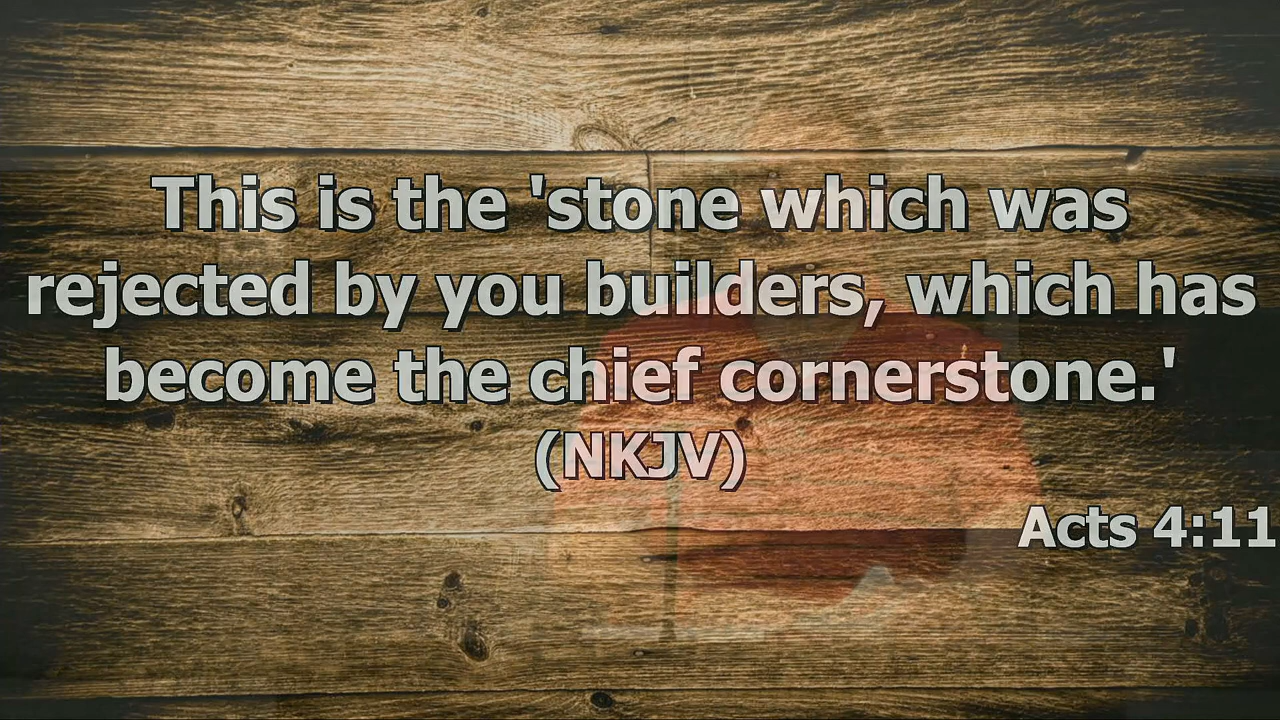 This is the 'stone which was
rejected by you builders, which has
become the chief cornerstone.'
(NKJV)
Acts 4:11